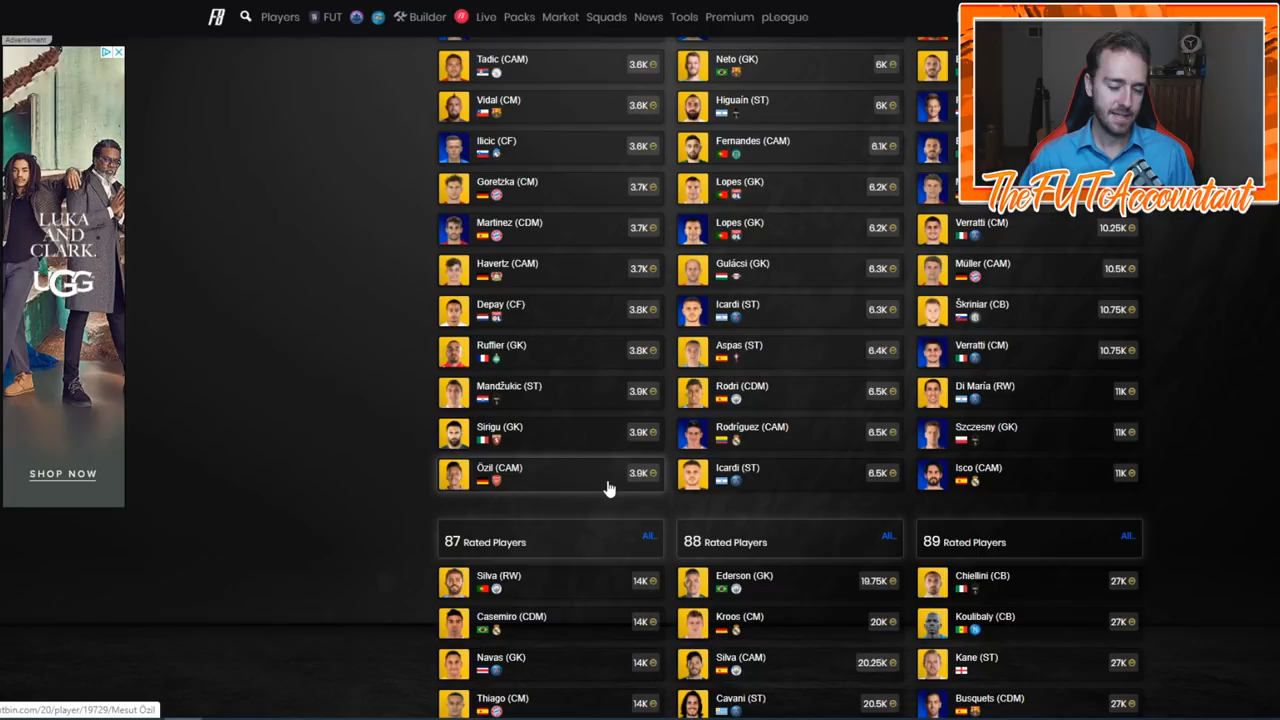 FB Players FUT Builder Live Packs Market Squads News Tools Premium pLeague
Advertisment
LUKA
AND
CLARK.
UGG
SHOP NOW
TheFUTAccountant
Tadic (CAM) 3.6K
Vidal (CM) 3.6K
Ilicic (CF) 3.6K
Goretzka (CM) 3.7K
Martinez (CDM) 3.7K
Havertz (CAM) 3.7K
Depay (CF) 3.8K
Ruffier (GK) 3.8K
Mandžukic (ST) 3.9K
Sirigu (GK) 3.9K
Özil (CAM) 3.9K
Neto (GK) 6K
Higuaín (ST) 6K
Fernandes (CAM) 6.1K
Lopes (GK) 6.2K
Lopes (GK) 6.2K
Gulácsi (GK) 6.3K
Icardi (ST) 6.3K
Aspas (ST) 6.4K
Rodri (CDM) 6.5K
Rodríguez (CAM) 6.5K
Icardi (ST) 6.5K
Verratti (CM) 10.25K
Müller (CAM) 10.5K
Škriniar (CB) 10.75K
Verratti (CM) 10.75K
Di María (RW) 11K
Szczesny (GK) 11K
Isco (CAM) 11K
87 Rated Players All..
Silva (RW) 14K
Casemiro (CDM) 14K
Navas (GK) 14K
Thiago (CM) 14K
88 Rated Players All..
Ederson (GK) 19.75K
Kroos (CM) 20K
Silva (CAM) 20.25K
Cavani (ST) 20.5K
89 Rated Players All..
Chiellini (CB) 27K
Koulibaly (CB) 27K
Kane (ST) 27K
Busquets (CDM) 27K
utbin.com/20/player/19729/Mesut Özil